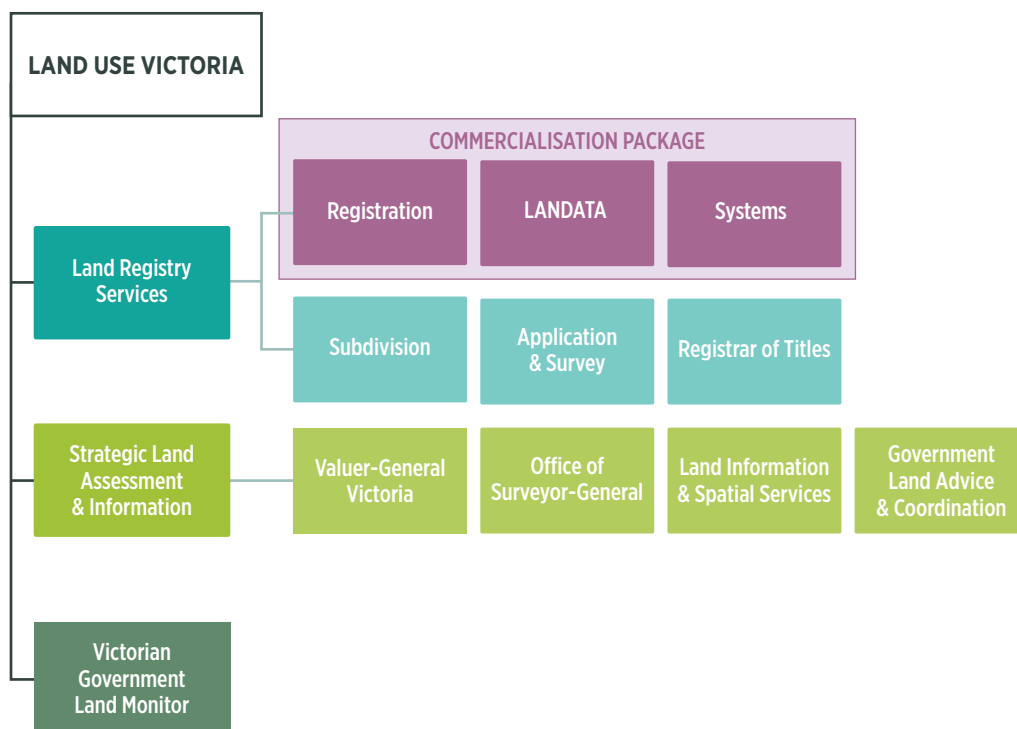 LAND USE VICTORIA
COMMERCIALISATION PACKAGE
Registration
LANDATA
Systems
Land Registry
Services
Subdivision
Application
& Survey
Registrar of Titles
Strategic Land
Assessment
& Information
Valuer-General
Victoria
Office of
Surveyor-General
Land Information
& Spatial Services
Government
Land Advice
& Coordination
Victorian
Government
Land Monitor